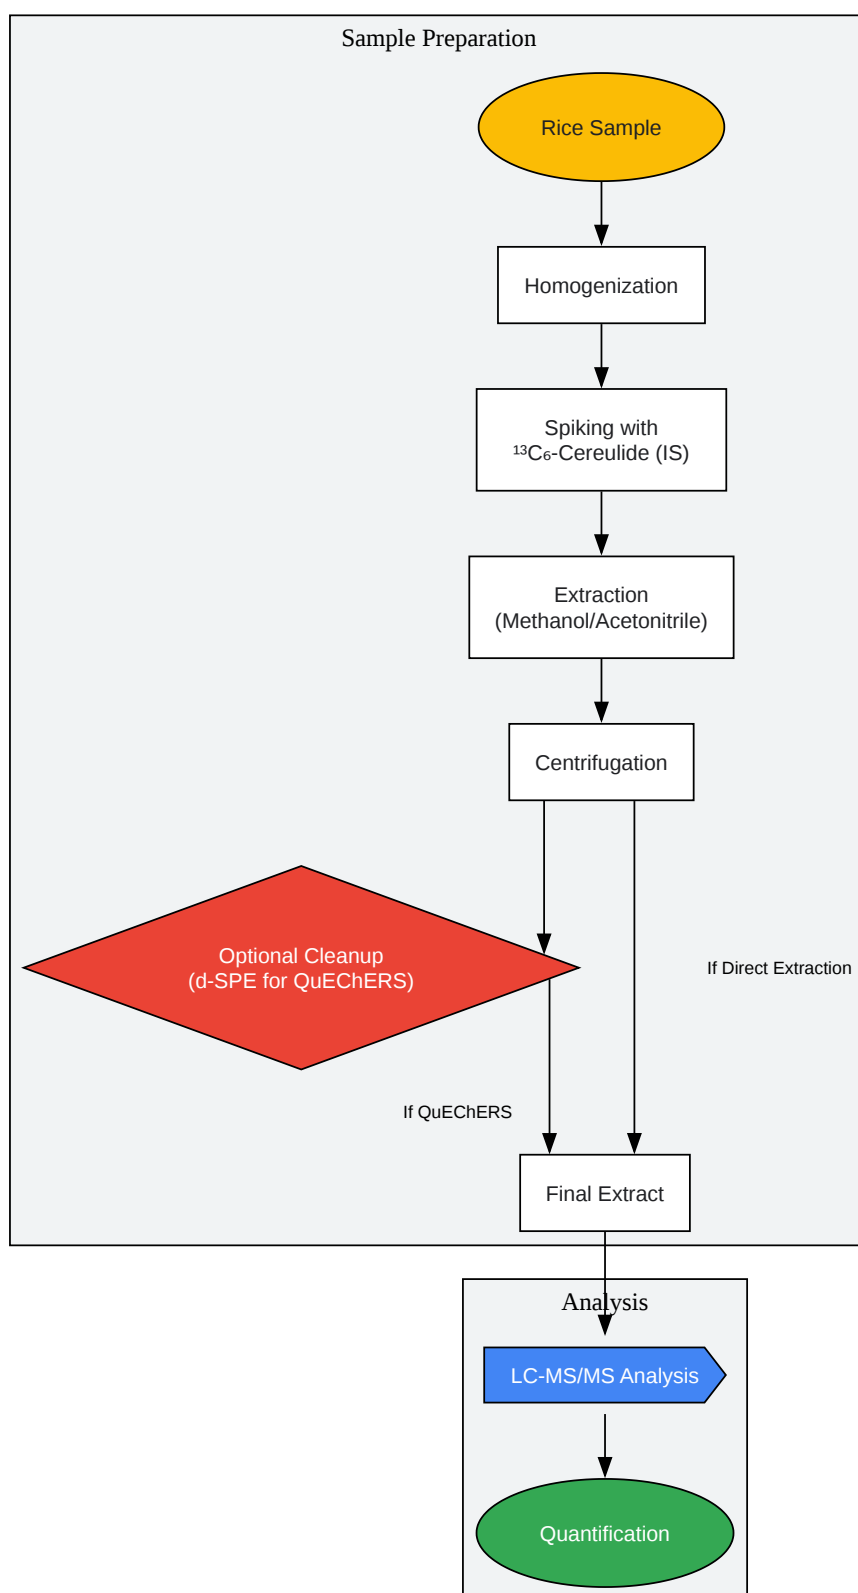 Sample Preparation
Rice Sample
Homogenization
Spiking with
¹³C₆-Cereulide (IS)
Extraction
(Methanol/Acetonitrile)
Centrifugation
Optional Cleanup
(d-SPE for QuEChERS)
If Direct Extraction
If QuEChERS
Final Extract
Analysis
LC-MS/MS Analysis
Quantification